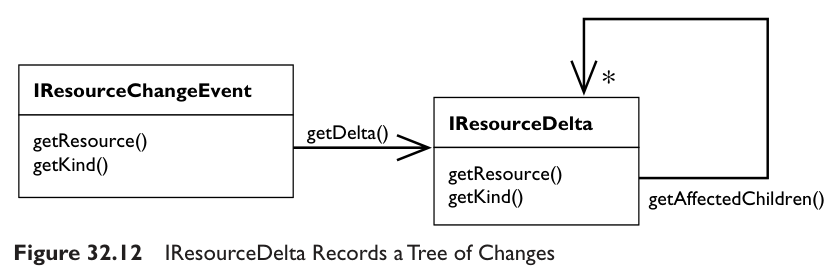 IResourceChangeEvent
getResource()
getKind()
getDelta()
*
IResourceDelta
getResource()
getKind()
getAffectedChildren()
Figure 32.12 IResourceDelta Records a Tree of Changes